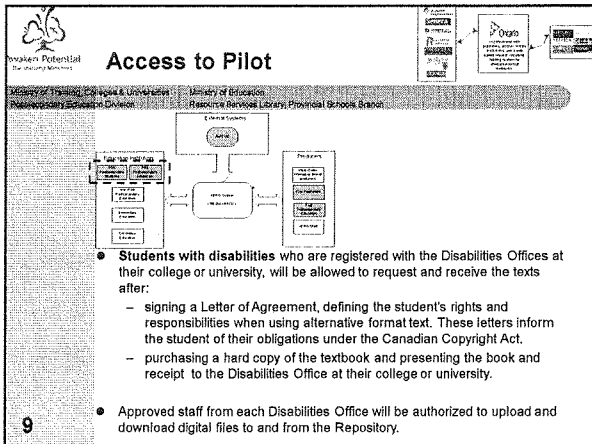 Awaken Potential
Access to Pilot
Ontario
Ministry of Training, Colleges & Universities
Ministry of Education
Postsecondary Education Division
Resource Services Library, Provincial Schools Branch
External Systems
Education Institution
Producers
Students with disabilities who are registered with the Disabilities Offices at
their college or university, will be allowed to request and receive the texts
after:
– signing a Letter of Agreement, defining the student's rights and
responsibilities when using alternative format text. These letters inform
the student of their obligations under the Canadian Copyright Act.
– purchasing a hard copy of the textbook and presenting the book and
receipt to the Disabilities Office at their college or university.
Approved staff from each Disabilities Office will be authorized to upload and
download digital files to and from the Repository.
9